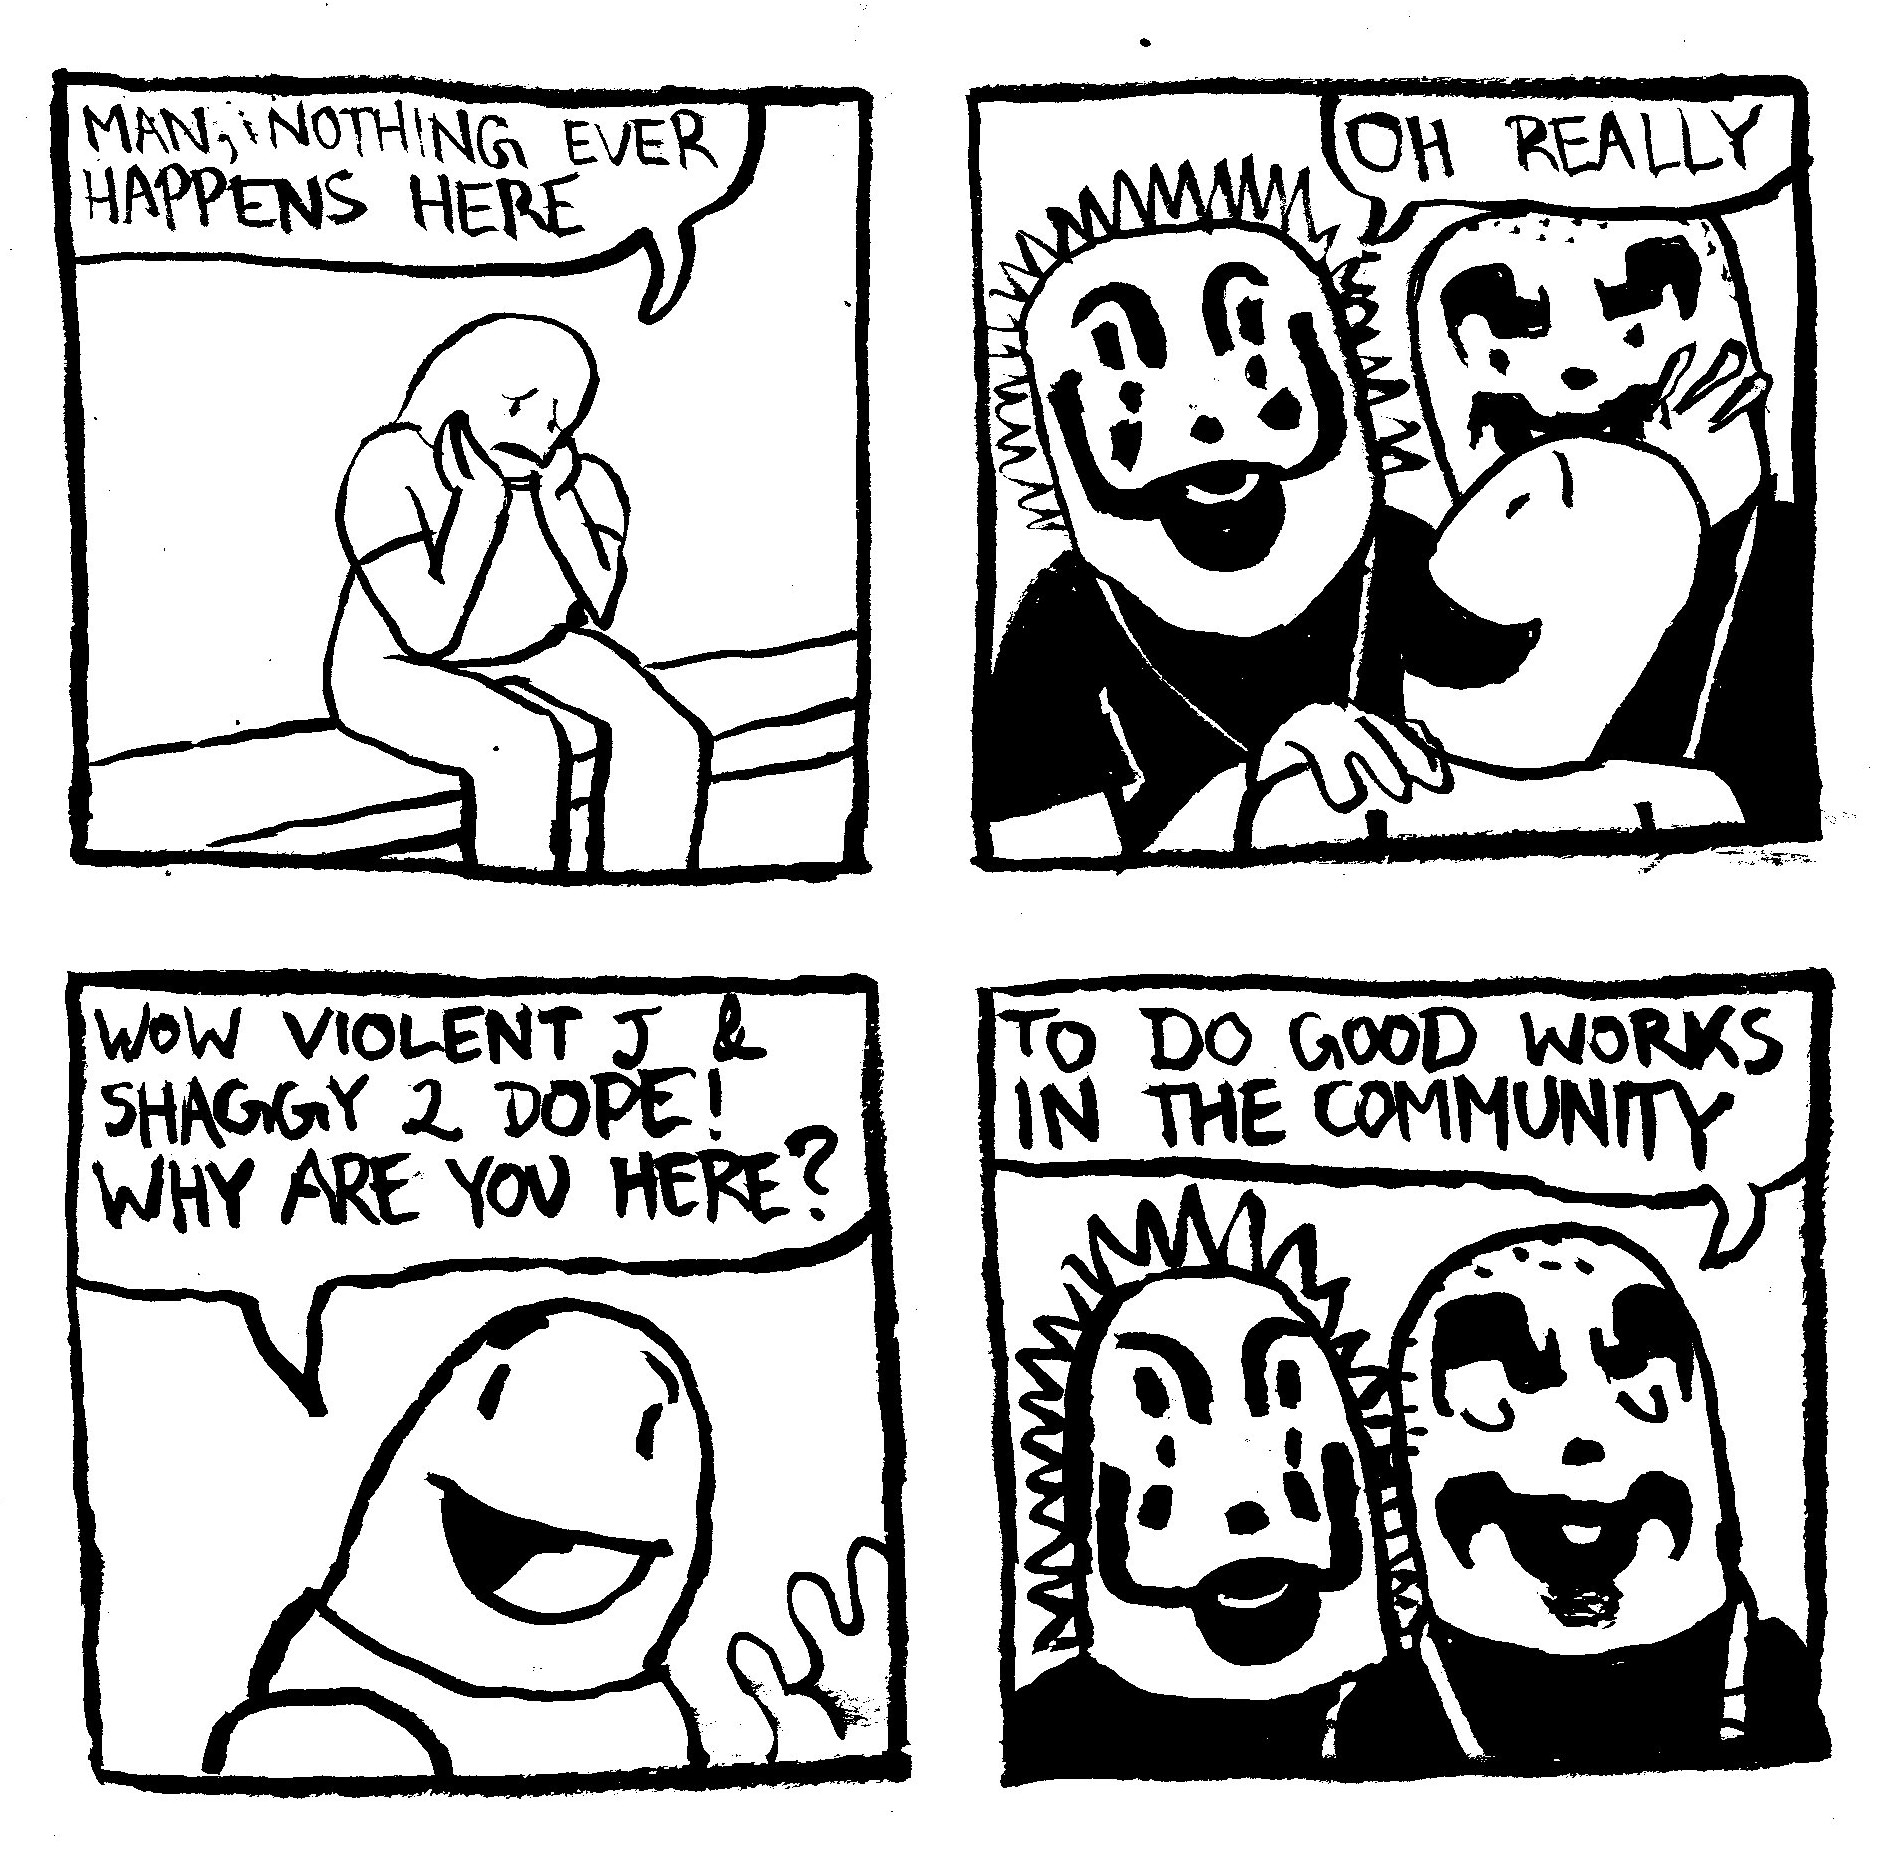 MAN, NOTHING EVER
HAPPENS HERE
OH REALLY
WOW VIOLENT J &
SHAGGY 2 DOPE!
WHY ARE YOU HERE?
TO DO GOOD WORKS
IN THE COMMUNITY